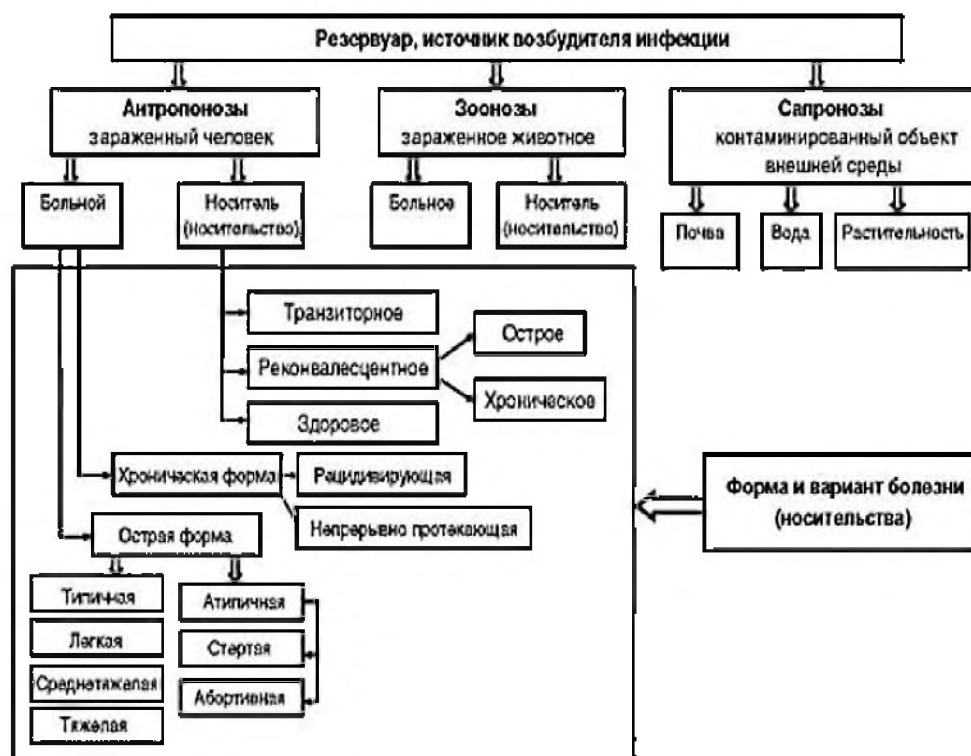 Резервуар, источник возбудителя инфекции
Антропонозы
зараженный человек
Зоонозы
зараженное животное
Сапронозы
контаминированный объект
внешней среды
Больной
Носитель
(носительство)
Больное
Носитель
(носительство)
Почва
Вода
Растительность
Транзиторное
Реконвалесцентное
Здоровое
Острое
Хроническое
Хроническая форма
Рацидивирующая
Непрерывно протекающая
Острая форма
Типичная
Легкая
Среднетяжелая
Тяжелая
Атипичная
Стертая
Абортивная
Форма и вариант болезни
(носительства)